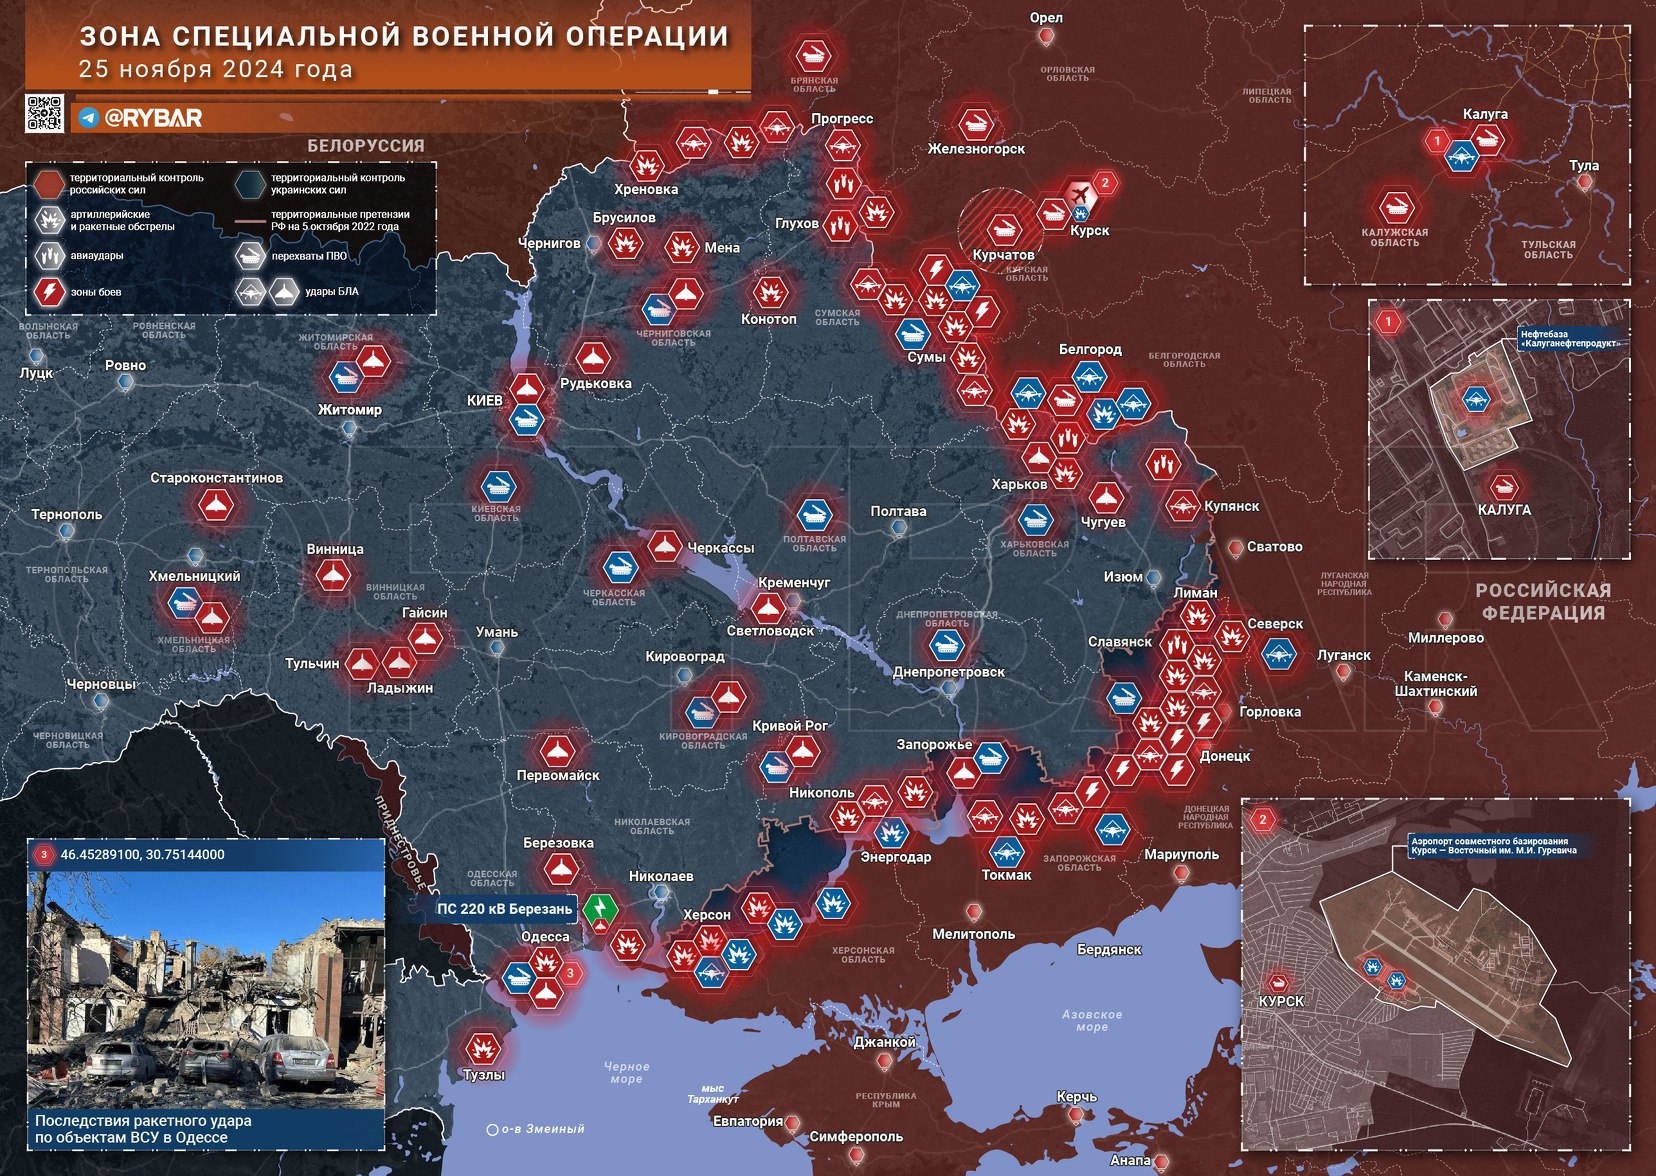 ЗОНА СПЕЦИАЛЬНОЙ ВОЕННОЙ ОПЕРАЦИИ
25 ноября 2024 года
@RYBAR
БЕЛОРУССИЯ
территориальный контроль
российских сил
территориальный контроль
украинских сил
артиллерийские
и ракетные обстрелы
территориальные претензии
РФ на 5 октября 2022 года
авиаудары
перехваты ПВО
зоны боев
удары БЛА
Орел
ОРЛОВСКАЯ
ОБЛАСТЬ
БРЯНСКАЯ
ОБЛАСТЬ
ЛИПЕЦКАЯ
ОБЛАСТЬ
Прогресс
Железногорск
Хреновка
Брусилов
Чернигов
Мена
Глухов
2
Курск
Курчатов
КУРСКАЯ
ОБЛАСТЬ
Конотоп
ЧЕРНИГОВСКАЯ
ОБЛАСТЬ
СУМСКАЯ
ОБЛАСТЬ
Сумы
Белгород
БЕЛГОРОДСКАЯ
ОБЛАСТЬ
ВОЛЫНСКАЯ
ОБЛАСТЬ
РОВНЕНСКАЯ
ОБЛАСТЬ
ЖИТОМИРСКАЯ
ОБЛАСТЬ
Луцк
Ровно
Житомир
КИЕВ
Рудьковка
Староконстантинов
Тернополь
КИЕВСКАЯ
ОБЛАСТЬ
ПОЛТАВСКАЯ
ОБЛАСТЬ
Полтава
Харьков
Чугуев
Купянск
ХАРЬКОВСКАЯ
ОБЛАСТЬ
Сватово
ТЕРНОПОЛЬСКАЯ
ОБЛАСТЬ
Хмельницкий
Винница
ВИННИЦКАЯ
ОБЛАСТЬ
Черкассы
ЧЕРКАССКАЯ
ОБЛАСТЬ
Кременчуг
Светловодск
Изюм
Лиман
ЛУГАНСКАЯ
НАРОДНАЯ
РЕСПУБЛИКА
РОССИЙСКАЯ
ФЕДЕРАЦИЯ
ХМЕЛЬНИЦКАЯ
ОБЛАСТЬ
Гайсин
Умань
Тульчин
Ладыжин
Кировоград
ДНЕПРОПЕТРОВСКАЯ
ОБЛАСТЬ
Днепропетровск
Славянск
Северск
Луганск
Миллерово
Каменск-
Шахтинский
Черновцы
ЧЕРНОВИЦКАЯ
ОБЛАСТЬ
КИРОВОГРАДСКАЯ
ОБЛАСТЬ
Кривой Рог
Запорожье
Горловка
Донецк
Первомайск
Никополь
Энергодар
ДОНЕЦКАЯ
НАРОДНАЯ
РЕСПУБЛИКА
ПРИДНЕСТРОВЬЕ
НИКОЛАЕВСКАЯ
ОБЛАСТЬ
Березовка
ОДЕССКАЯ
ОБЛАСТЬ
Николаев
ПС 220 кВ Березань
Токмак
ЗАПОРОЖСКАЯ
ОБЛАСТЬ
Мариуполь
Херсон
Одесса
3
Мелитополь
ХЕРСОНСКАЯ
ОБЛАСТЬ
Бердянск
Азовское
море
Тузлы
Черное
море
мыс
Тарханкут
Джанкой
РЕСПУБЛИКА
КРЫМ
Керчь
Евпатория
Симферополь
Анапа
о-в Змеиный
Калуга
1
Тула
КАЛУЖСКАЯ
ОБЛАСТЬ
ТУЛЬСКАЯ
ОБЛАСТЬ
1
Нефтебаза
«Калуганефтепродукт»
КАЛУГА
2
Аэропорт совместного базирования
Курск — Восточный им. М.И. Гуревича
КУРСК
3
46.45289100, 30.75144000
Последствия ракетного удара
по объектам ВСУ в Одессе